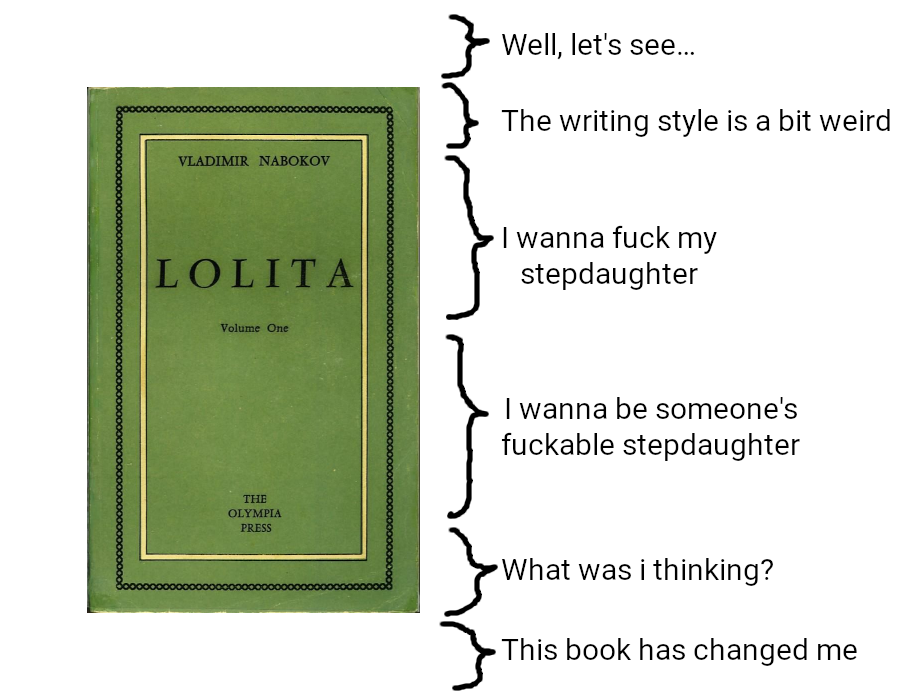 VLADIMIR NABOKOV
LOLITA
Volume One
THE
OLYMPIA
PRESS
Well, let's see...
The writing style is a bit weird
I wanna fuck my
stepdaughter
I wanna be someone's
fuckable stepdaughter
What was i thinking?
This book has changed me